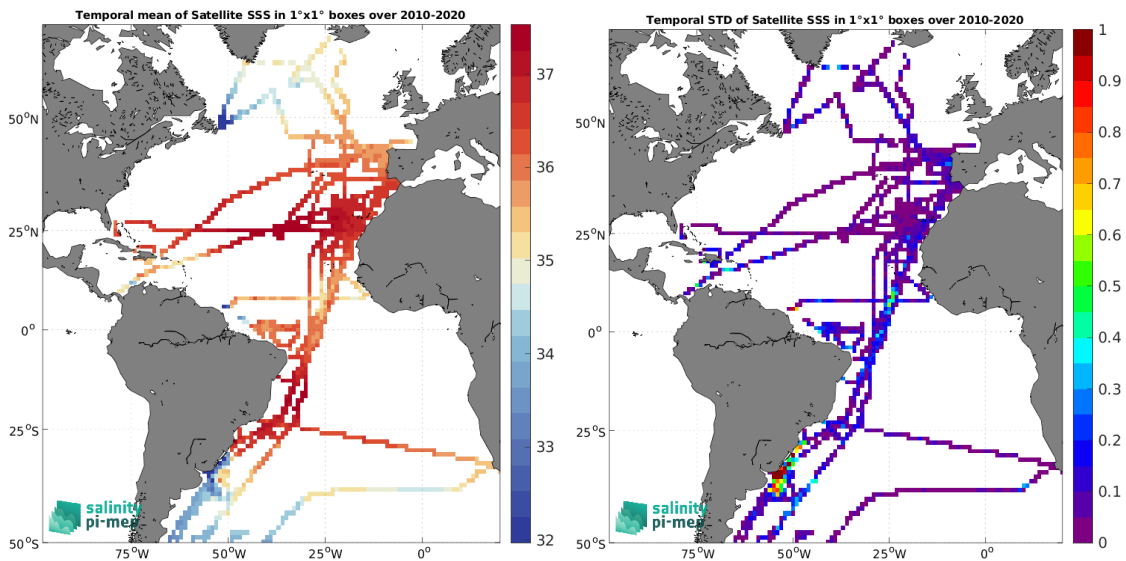 Temporal mean of Satellite SSS in 1°x1° boxes over 2010-2020
50°N
25°N
0°
25°S
50°S
75°W
50°W
25°W
0°
37
36
35
34
33
32
salinity
pi-mep
Temporal STD of Satellite SSS in 1°x1° boxes over 2010-2020
50°N
25°N
0°
25°S
50°S
75°W
50°W
25°W
0°
1
0.9
0.8
0.7
0.6
0.5
0.4
0.3
0.2
0.1
0
salinity
pi-mep